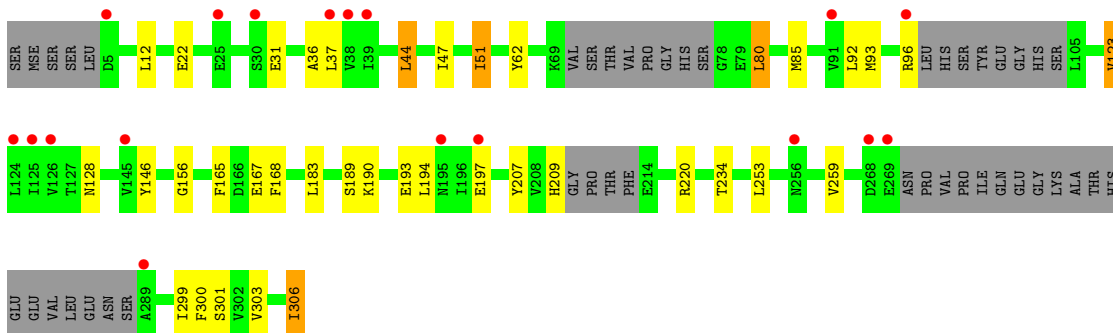 SER MSE SER SER LEU D5 L12 E22 E25 S30 E31 A36 L37 V38 I39 L44 I47 I51 Y62 K69 VAL SER THR VAL PRO GLY HIS SER G78 E79 L80 M85 V91 L92 M93 R96 LEU HIS SER TYR GLU GLY HIS SER L105 V123
L124 I125 V126 T127 N128 V145 Y146 G156 F165 D166 E167 F168 L183 S189 K190 E193 L194 N195 I196 E197 Y207 V208 H209 GLY PRO THR PHE E214 R220 T234 L253 N256 V259 D268 E269 ASN PRO VAL PRO ILE GLN GLU GLY LYS ALA THR HIS
GLU GLU VAL LEU GLU ASN SER A289 I299 F300 S301 V302 V303 I306